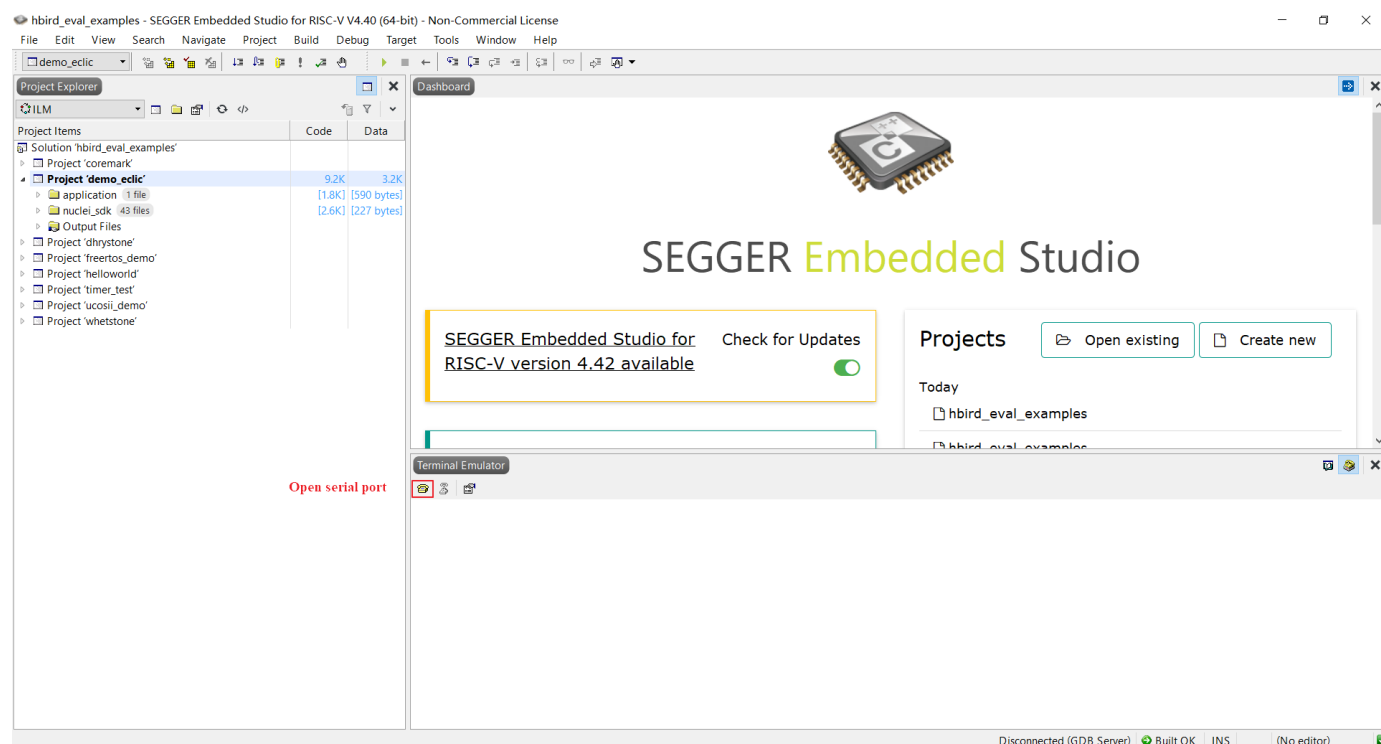 hbird_eval_examples - SEGGER Embedded Studio for RISC-V V4.40 (64-bit) - Non-Commercial License
File Edit View Search Navigate Project Build Debug Target Tools Window Help
demo_eclic
Project Explorer
ILM
Project Items Code Data
Solution 'hbird_eval_examples'
Project 'coremark'
Project 'demo_eclic' 9.2K 3.2K
application 1 file [1.8K] [590 bytes]
nuclei_sdk 43 files [2.6K] [227 bytes]
Output Files
Project 'dhrystone'
Project 'freertos_demo'
Project 'helloworld'
Project 'timer_test'
Project 'ucosii_demo'
Project 'whetstone'
Open serial port
Dashboard
C
SEGGER Embedded Studio
SEGGER Embedded Studio for
RISC-V version 4.42 available
Check for Updates
Projects
Open existing
Create new
Today
hbird_eval_examples
hbird_eval_examples
Terminal Emulator
Disconnected (GDB Server) Built OK INS (No editor)